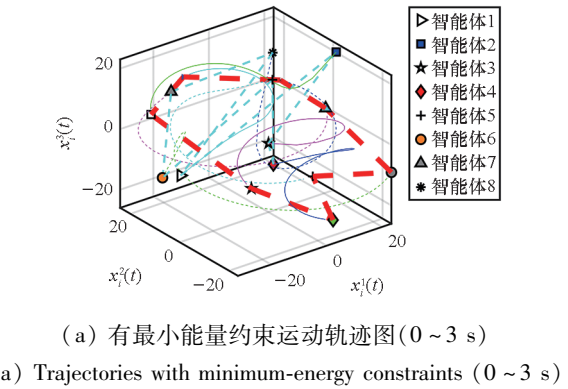 智能体1
智能体2
智能体3
智能体4
智能体5
智能体6
智能体7
智能体8
20
0
−20
x_i^3(t)
20
0
−20
x_i^2(t)
−20
0
20
x_i^1(t)
(a) 有最小能量约束运动轨迹图(0~3 s)
a) Trajectories with minimum-energy constraints (0~3 s)